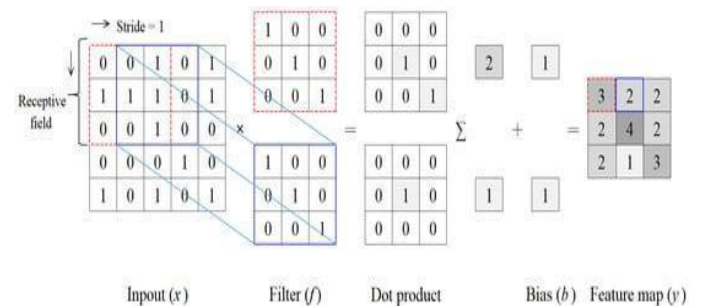 → Stride = 1
1 0 0
0 1 0
0 0 1
0 0 0
0 1 0
0 0 1
2
1
Receptive
field
0 0 1 0 1
1 1 1 0 1
0 0 1 0 0
0 0 0 1 0
1 0 1 0 1
×
=
Σ
+
=
3 2 2
2 4 2
2 1 3
1 0 0
0 1 0
0 0 1
0 0 0
0 1 0
0 0 0
1
1
Inpout (x) Filter (f) Dot product Bias (b) Feature map (y)